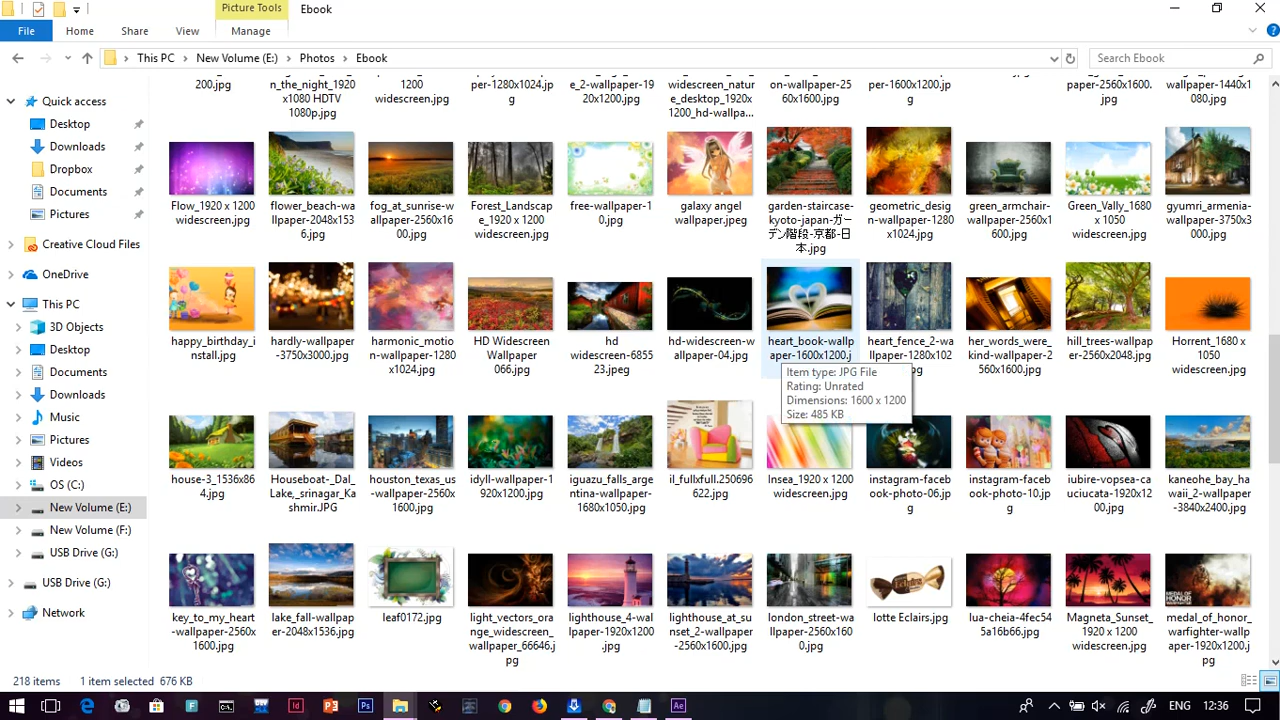 Picture Tools
Ebook
File
Home
Share
View
Manage
This PC
New Volume (E:)
Photos
Ebook
Search Ebook
Quick access
Desktop
Downloads
Dropbox
Documents
Pictures
Creative Cloud Files
OneDrive
This PC
3D Objects
Desktop
Documents
Downloads
Music
Pictures
Videos
OS (C:)
New Volume (E:)
New Volume (F:)
USB Drive (G:)
USB Drive (G:)
Network
200.jpg
n_the_night_1920
x1080 HDTV
1080p.jpg
1200
widescreen.jpg
per-1280x1024.jp
g
e_2-wallpaper-19
20x1200.jpg
widescreen_natur
e_desktop_1920x
1200_hd-wallpa...
on-wallpaper-25
60x1600.jpg
per-1600x1200.jp
g
paper-2560x1600.
jpg
wallpaper-1440x1
080.jpg
Flow_1920 x 1200
widescreen.jpg
flower_beach-wa
llpaper-2048x153
6.jpg
fog_at_sunrise-w
allpaper-2560x16
00.jpg
Forest_Landscap
e_1920 x 1200
widescreen.jpg
free-wallpaper-1
0.jpg
galaxy angel
wallpaper.jpeg
garden-staircase-
kyoto-japan-ガー
デン階段-京都-日
本.jpg
geometric_desig
n-wallpaper-1280
x1024.jpg
green_armchair-
wallpaper-2560x1
600.jpg
Green_Vally_1680
x 1050
widescreen.jpg
gyumri_armenia-
wallpaper-3750x3
000.jpg
happy_birthday_i
nstall.jpg
hardly-wallpaper
-3750x3000.jpg
harmonic_motio
n-wallpaper-1280
x1024.jpg
HD Widescreen
Wallpaper
066.jpg
hd
widescreen-6855
23.jpeg
hd-widescreen-w
allpaper-04.jpg
heart_book-wallp
aper-1600x1200.j
heart_fence_2-wa
llpaper-1280x102
her_words_were_
kind-wallpaper-2
560x1600.jpg
hill_trees-wallpap
er-2560x2048.jpg
Horrent_1680 x
1050
widescreen.jpg
Item type: JPG File
Rating: Unrated
Dimensions: 1600 x 1200
Size: 485 KB
house-3_1536x86
4.jpg
Houseboat-_Dal_
Lake,_srinagar_Ka
shmir.JPG
houston_texas_us
-wallpaper-2560x
1600.jpg
idyll-wallpaper-1
920x1200.jpg
iguazu_falls_arge
ntina-wallpaper-
1680x1050.jpg
il_fullxfull.250696
622.jpg
Insea_1920 x 1200
widescreen.jpg
instagram-faceb
ook-photo-06.jp
g
instagram-faceb
ook-photo-10.jp
g
iubire-vopsea-ca
uciucata-1920x12
00.jpg
kaneohe_bay_ha
waii_2-wallpaper
-3840x2400.jpg
key_to_my_heart
-wallpaper-2560x
1600.jpg
lake_fall-wallpap
er-2048x1536.jpg
leaf0172.jpg
light_vectors_ora
nge_widescreen_
wallpaper_66646.j
pg
lighthouse_4-wal
lpaper-1920x1200
.jpg
lighthouse_at_su
nset_2-wallpaper
-2560x1600.jpg
london_street-wa
llpaper-2560x160
0.jpg
lotte Eclairs.jpg
lua-cheia-4fec54
5a16b66.jpg
Magneta_Sunset_
1920 x 1200
widescreen.jpg
medal_of_honor_
warfighter-wallp
aper-1920x1200.j
pg
MEDAL OF
HONOR
218 items
1 item selected 676 KB
ENG
12:36